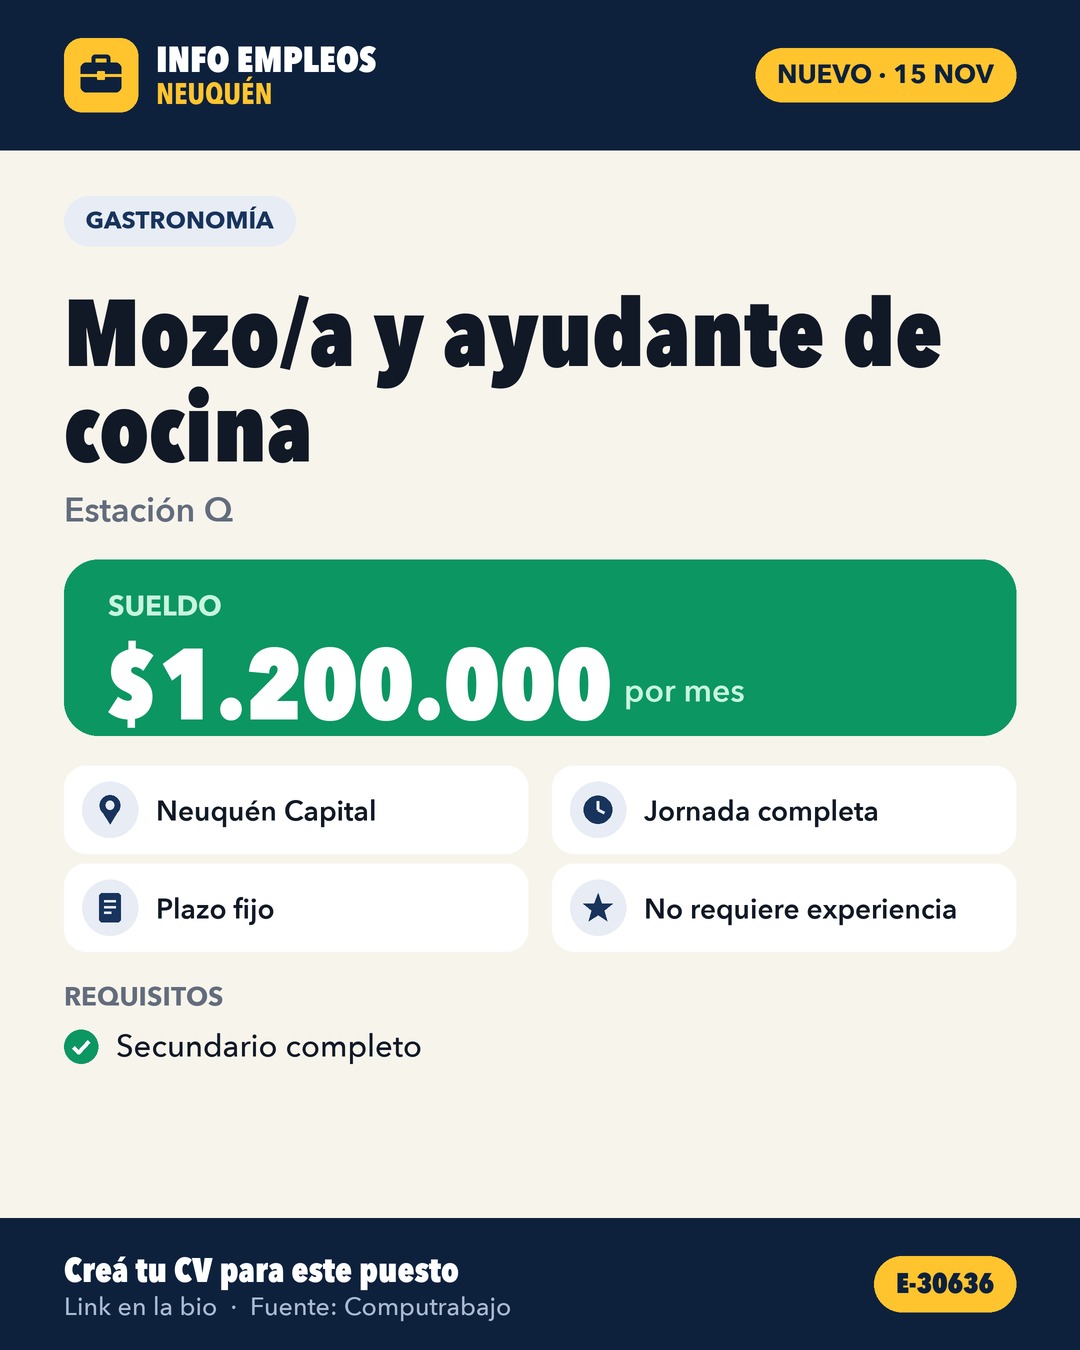 INFO EMPLEOS
NEUQUÉN
NUEVO · 15 NOV
GASTRONOMÍA
Mozo/a y ayudante de
cocina
Estación Q
SUELDO
$1.200.000 por mes
Neuquén Capital
Jornada completa
Plazo fijo
No requiere experiencia
REQUISITOS
Secundario completo
Creá tu CV para este puesto
Link en la bio · Fuente: Computrabajo
E-30636